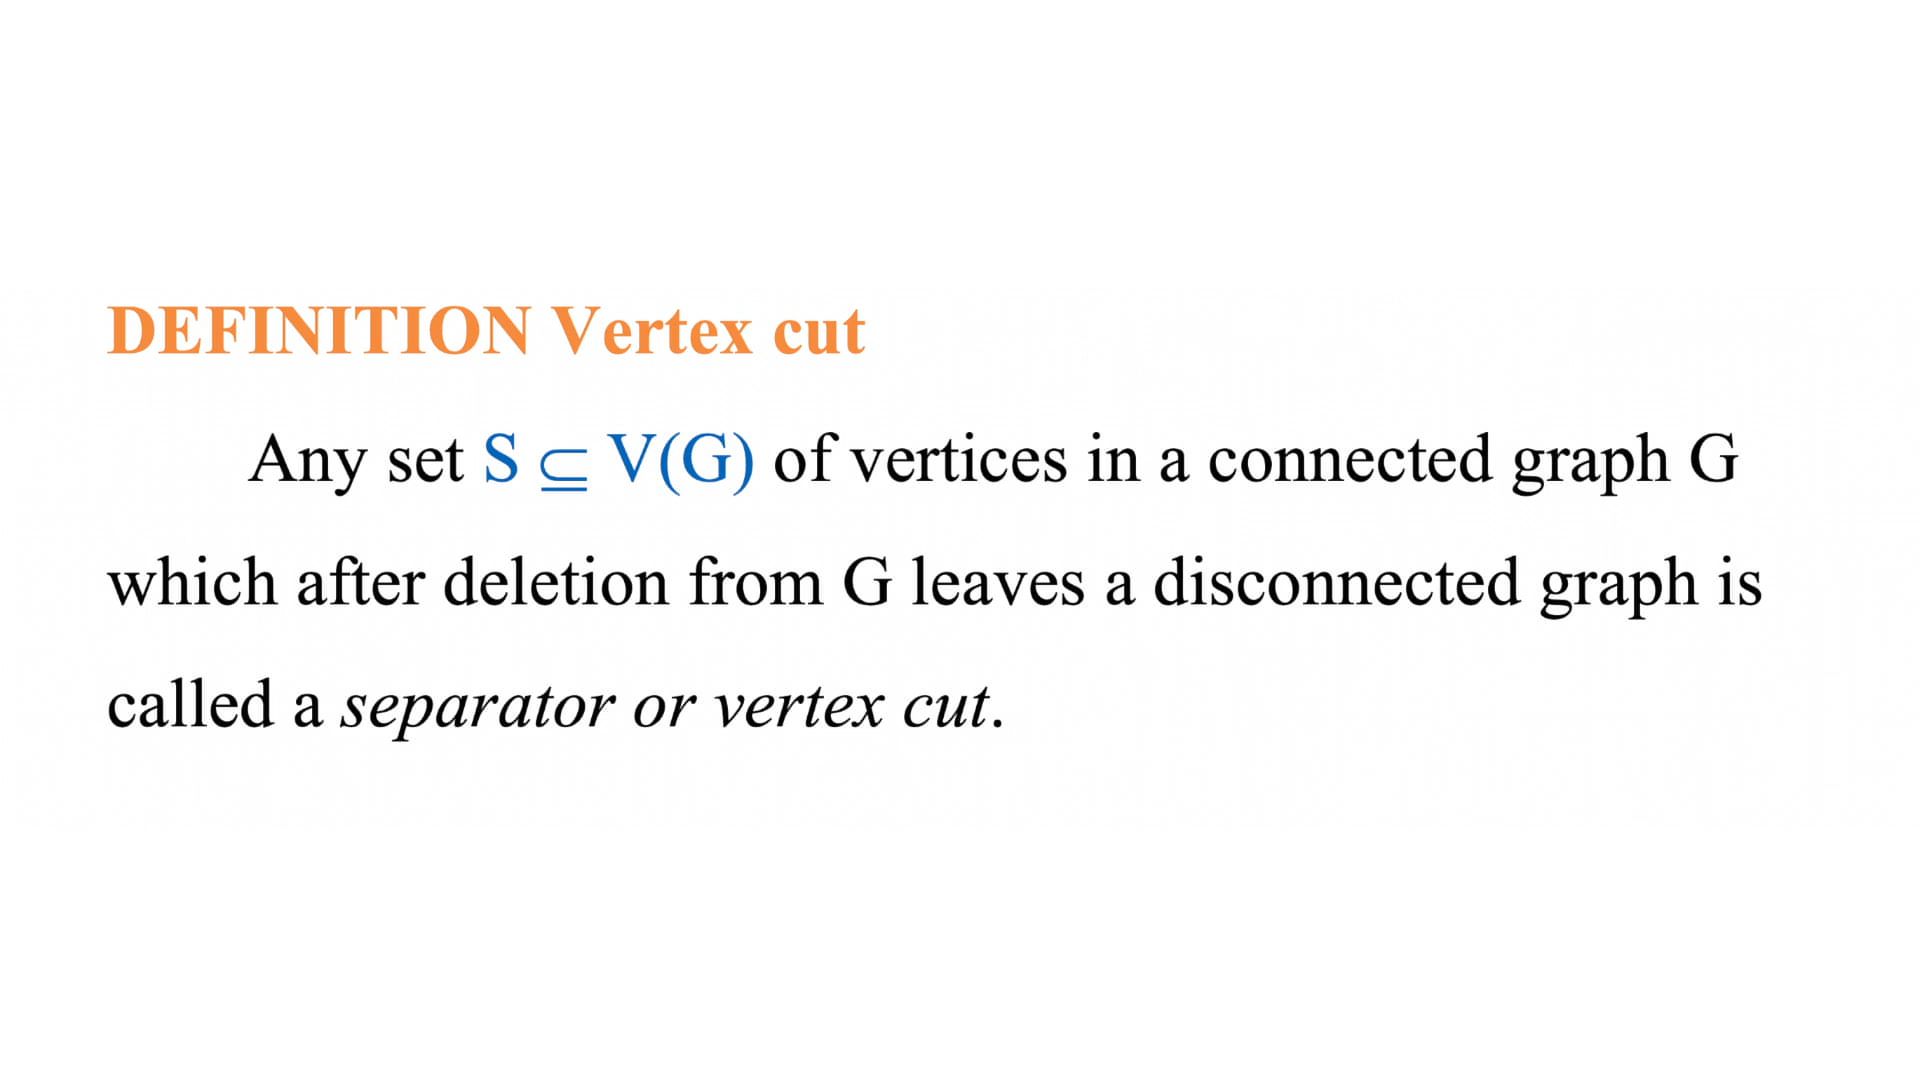 DEFINITION Vertex cut
Any set S ⊆ V(G) of vertices in a connected graph G
which after deletion from G leaves a disconnected graph is
called a separator or vertex cut.